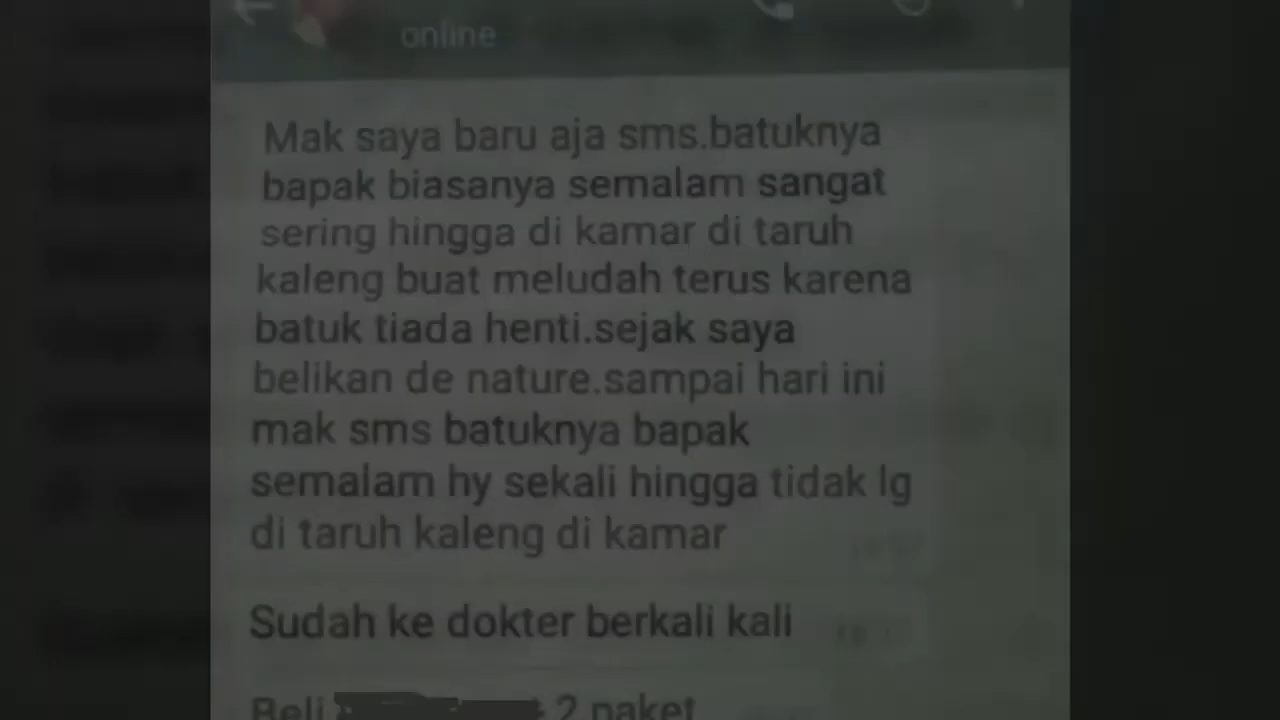 online
Mak saya baru aja sms.batuknya
bapak biasanya semalam sangat
sering hingga di kamar di taruh
kaleng buat meludah terus karena
batuk tiada henti.sejak saya
belikan de nature.sampai hari ini
mak sms batuknya bapak
semalam hy sekali hingga tidak lg
di taruh kaleng di kamar
Sudah ke dokter berkali kali
Beli 2 paket